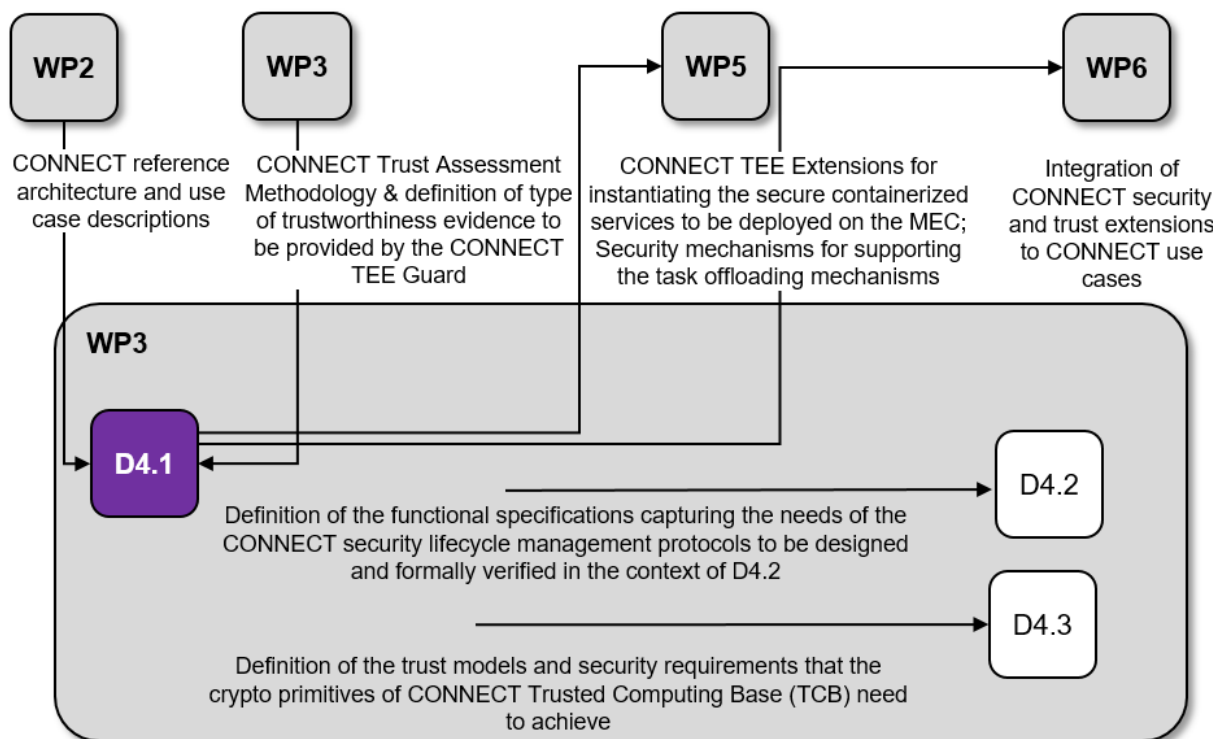 WP2
WP3
WP5
WP6
CONNECT reference
architecture and use
case descriptions
CONNECT Trust Assessment
Methodology & definition of type
of trustworthiness evidence to
be provided by the CONNECT
TEE Guard
CONNECT TEE Extensions for
instantiating the secure containerized
services to be deployed on the MEC;
Security mechanisms for supporting
the task offloading mechanisms
Integration of
CONNECT security
and trust extensions
to CONNECT use
cases
WP3
D4.1
D4.2
Definition of the functional specifications capturing the needs of the
CONNECT security lifecycle management protocols to be designed
and formally verified in the context of D4.2
D4.3
Definition of the trust models and security requirements that the
crypto primitives of CONNECT Trusted Computing Base (TCB) need
to achieve